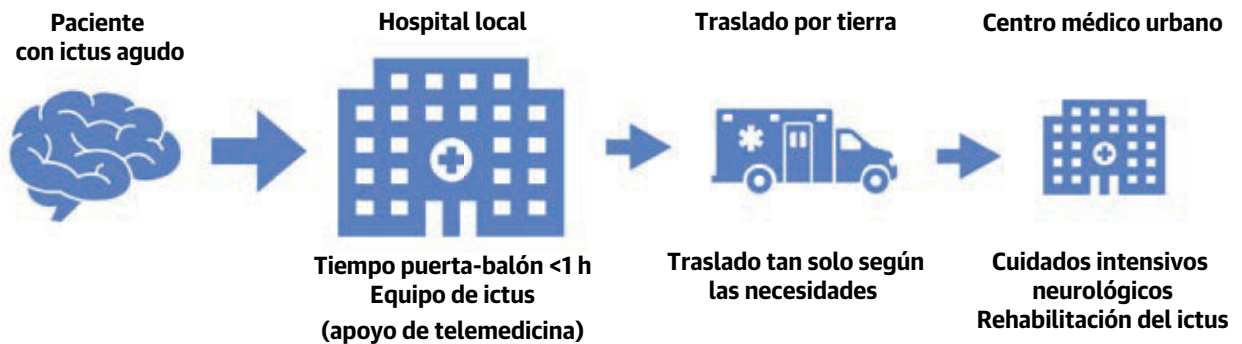 Paciente
con ictus agudo
Hospital local
Traslado por tierra
Centro médico urbano
Tiempo puerta-balón <1 h
Equipo de ictus
(apoyo de telemedicina)
Traslado tan solo según
las necesidades
Cuidados intensivos
neurológicos
Rehabilitación del ictus